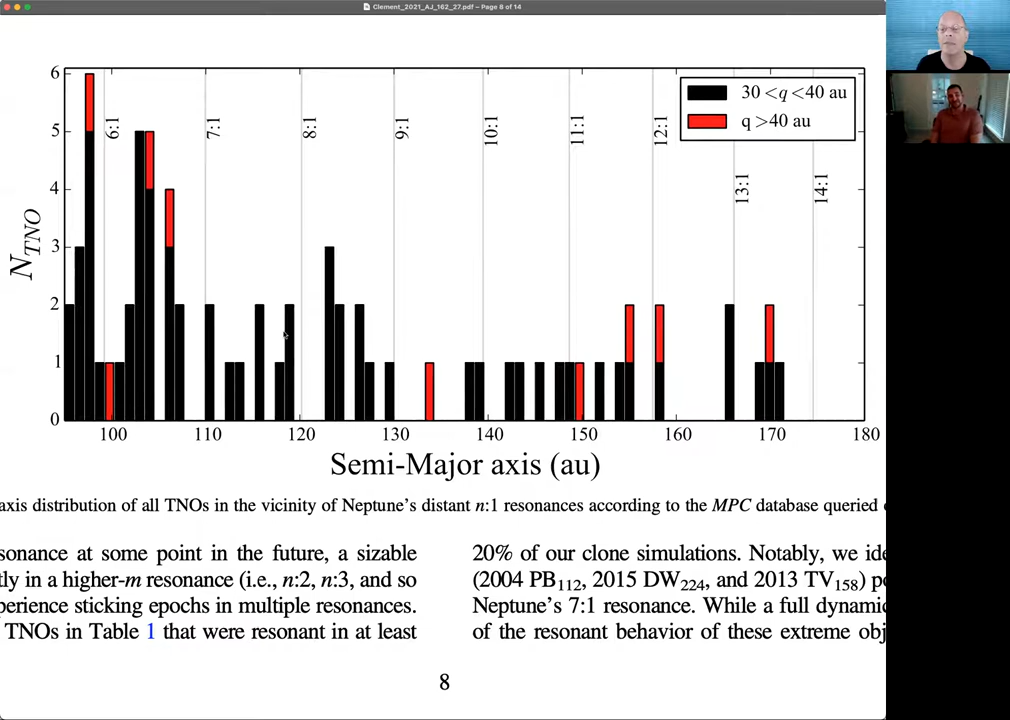 Clement_2021_AJ_162_27.pdf – Page 8 of 14
6
5
4
3
2
1
0
N_TNO
6:1
7:1
8:1
9:1
10:1
11:1
12:1
13:1
14:1
30 < q < 40 au
q > 40 au
100 110 120 130 140 150 160 170 180
Semi-Major axis (au)
axis distribution of all TNOs in the vicinity of Neptune's distant n:1 resonances according to the MPC database queried
sonance at some point in the future, a sizable
tly in a higher-m resonance (i.e., n:2, n:3, and so
perience sticking epochs in multiple resonances.
TNOs in Table 1 that were resonant in at least
20% of our clone simulations. Notably, we ide
(2004 PB112, 2015 DW224, and 2013 TV158) po
Neptune's 7:1 resonance. While a full dynamic
of the resonant behavior of these extreme obj
8